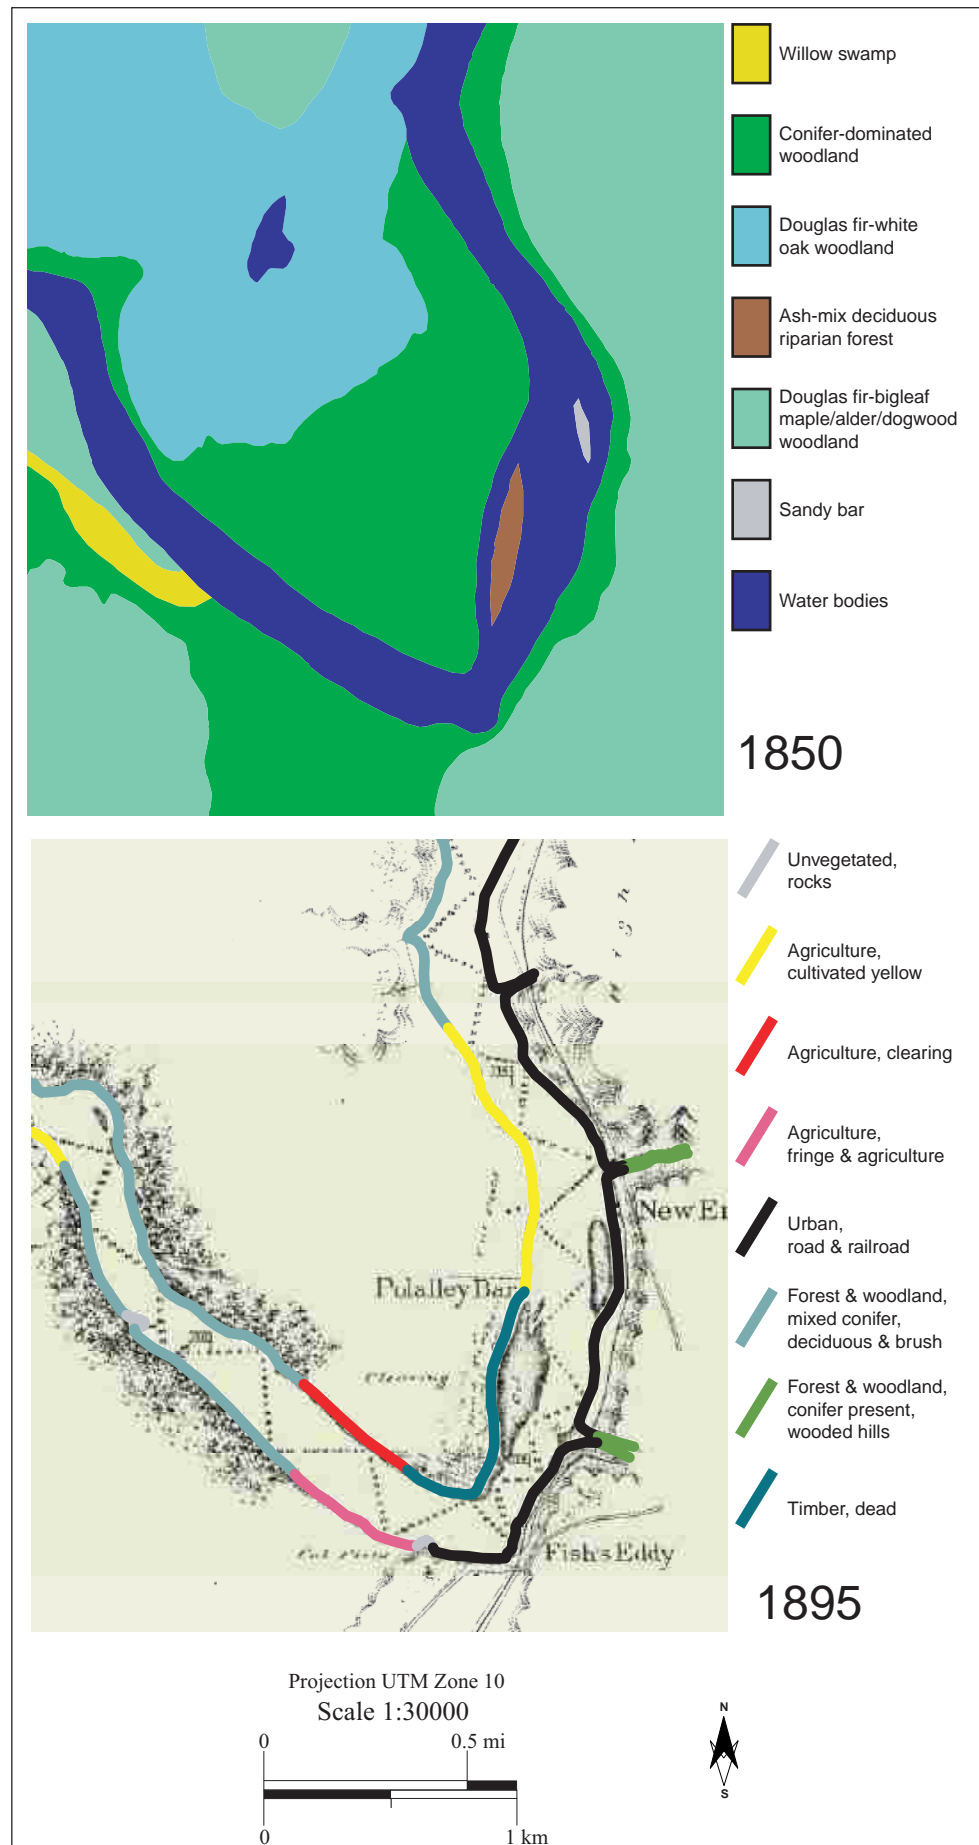 Willow swamp
Conifer-dominated
woodland
Douglas fir-white
oak woodland
Ash-mix deciduous
riparian forest
Douglas fir-bigleaf
maple/alder/dogwood
woodland
Sandy bar
Water bodies
1850
Unvegetated,
rocks
Agriculture,
cultivated yellow
Agriculture, clearing
Agriculture,
fringe & agriculture
Urban,
road & railroad
Forest & woodland,
mixed conifer,
deciduous & brush
Forest & woodland,
conifer present,
wooded hills
Timber, dead
New Er
Pulalley Bar
Clearing
Fish's Eddy
1895
Projection UTM Zone 10
Scale 1:30000
0 0.5 mi
0 1 km
N
S